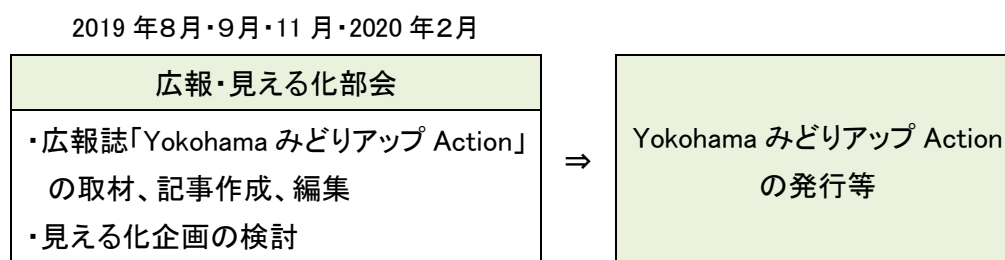 2019 年８月・９月・11 月・2020 年２月
広報・見える化部会
・広報誌「Yokohama みどりアップ Action」
の取材、記事作成、編集
・見える化企画の検討
⇒
Yokohama みどりアップ Action
の発行等